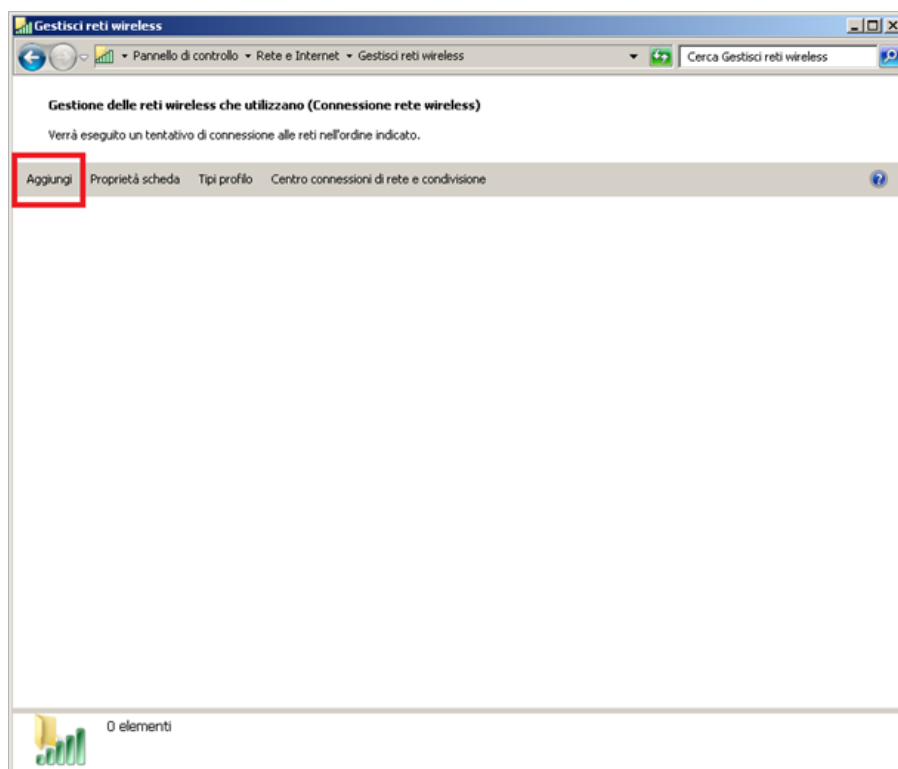 Gestisci reti wireless
Pannello di controllo Rete e Internet Gestisci reti wireless Cerca Gestisci reti wireless
Gestione delle reti wireless che utilizzano (Connessione rete wireless)
Verrà eseguito un tentativo di connessione alle reti nell'ordine indicato.
Aggiungi Proprietà scheda Tipi profilo Centro connessioni di rete e condivisione
0 elementi